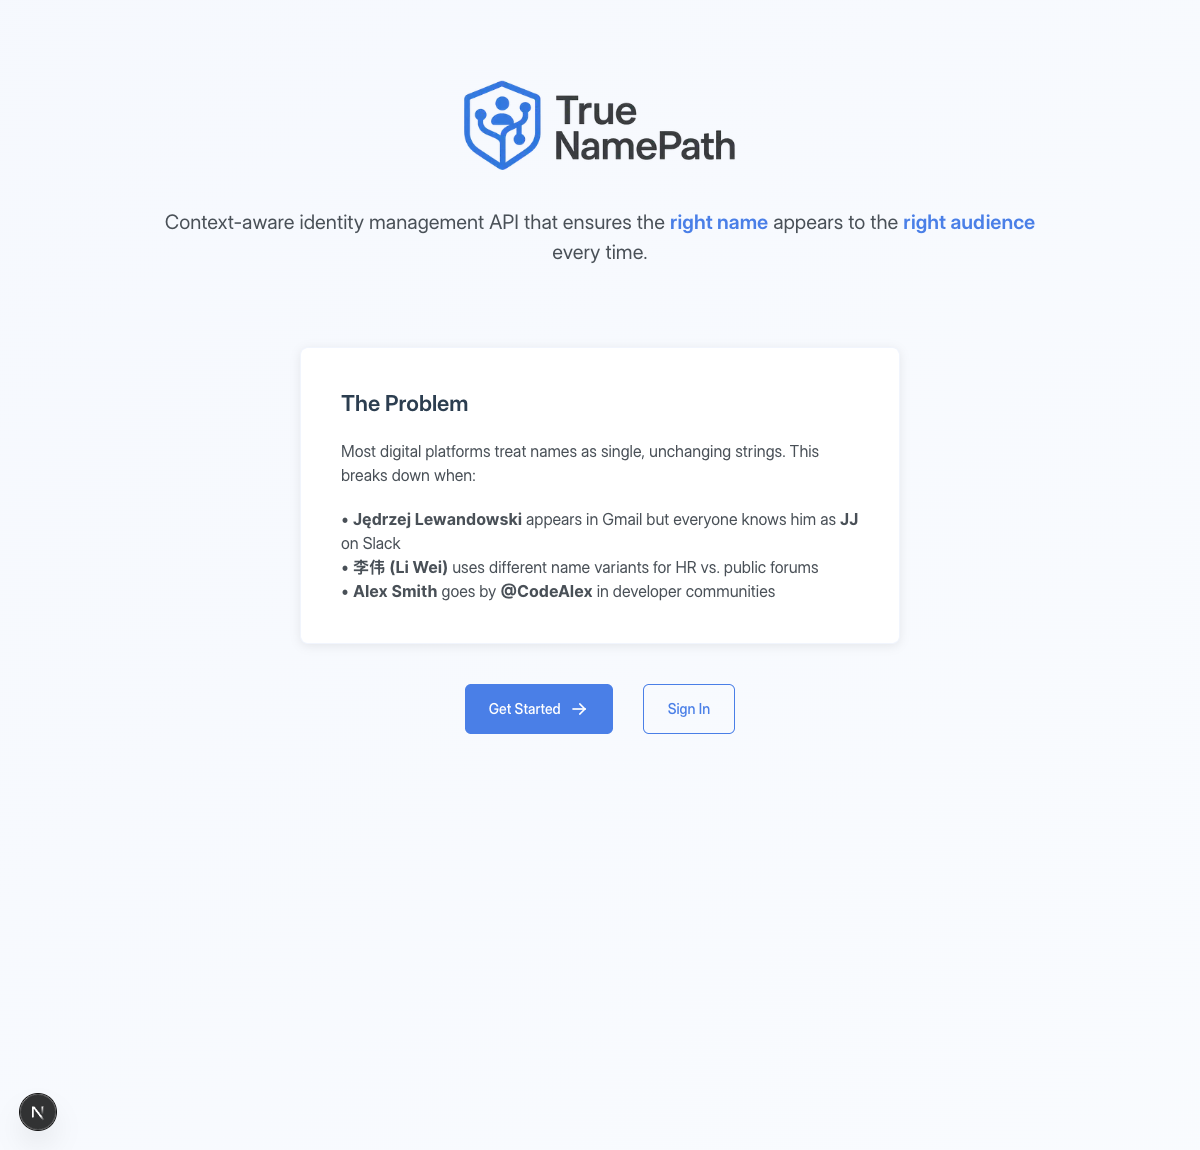 True
NamePath
Context-aware identity management API that ensures the right name appears to the right audience
every time.
The Problem
Most digital platforms treat names as single, unchanging strings. This
breaks down when:
• Jędrzej Lewandowski appears in Gmail but everyone knows him as JJ
on Slack
• 李伟 (Li Wei) uses different name variants for HR vs. public forums
• Alex Smith goes by @CodeAlex in developer communities
Get Started →
Sign In
N